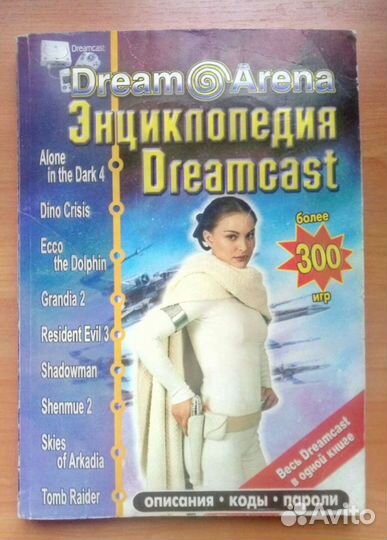 Dreamcast
Dream Arena
Энциклопедия
Dreamcast
Alone
in the Dark 4
Dino Crisis
Ecco
the Dolphin
Grandia 2
Resident Evil 3
Shadowman
Shenmue 2
Skies
of Arkadia
Tomb Raider
более
300
игр
Весь Dreamcast
в одной книге
описания • коды • пароли
Avito